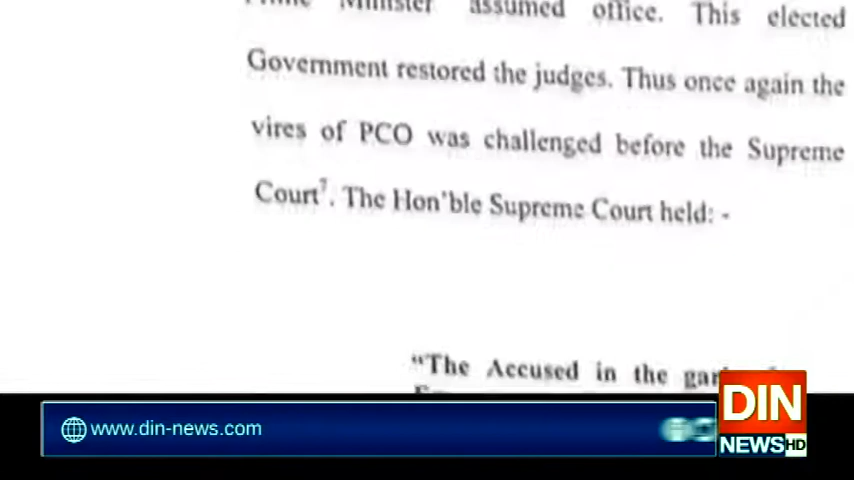 Prime Minister assumed office. This elected
Government restored the judges. Thus once again the
vires of PCO was challenged before the Supreme
Court7. The Hon'ble Supreme Court held: -
“The Accused in the
www.din-news.com
DIN
NEWS HD